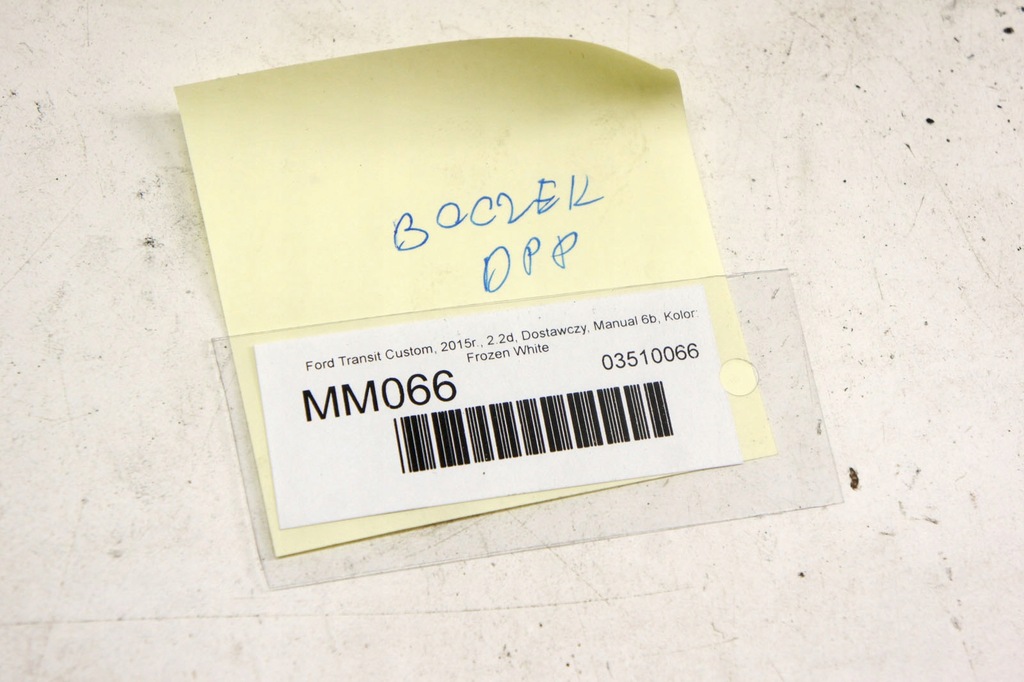 BOCZEK
DPP
Ford Transit Custom, 2015r., 2.2d, Dostawczy, Manual 6b, Kolor:
Frozen White
MM066
03510066